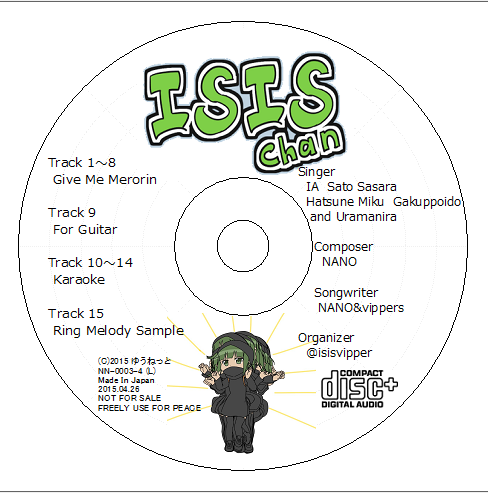 ISIS
chan
Track 1～8
Give Me Merorin
Track 9
For Guitar
Track 10～14
Karaoke
Track 15
Ring Melody Sample
Singer
IA Sato Sasara
Hatsune Miku Gakuppoido
and Uramanira
Composer
NANO
Songwriter
NANO&vippers
Organizer
@isisvipper
(C)2015 ゆうねっと
NN-0003-4 (L)
Made In Japan
2015.04.26
NOT FOR SALE
FREELY USE FOR PEACE
COMPACT
disc+
DIGITAL AUDIO